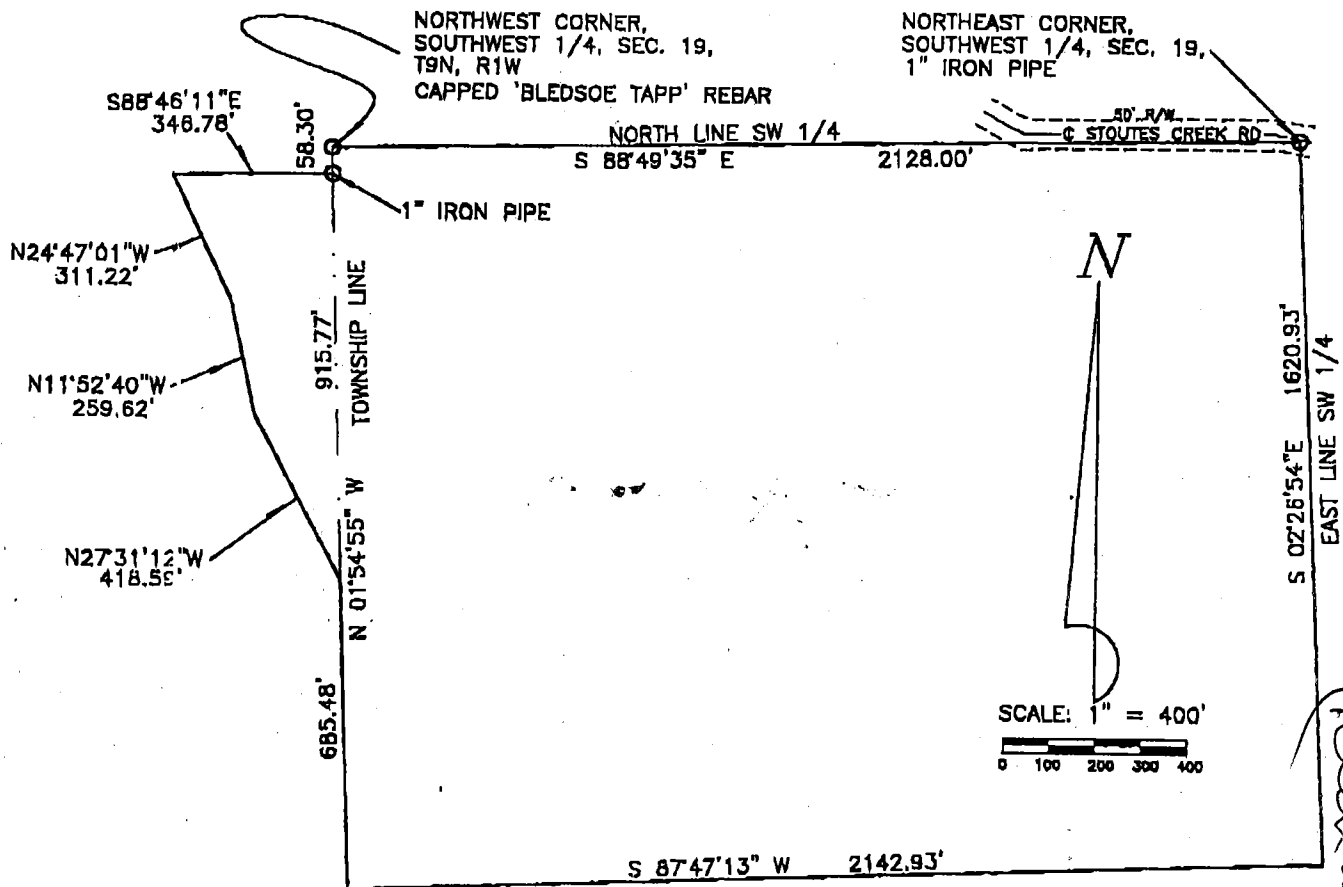 NORTHWEST CORNER,
SOUTHWEST 1/4, SEC. 19,
T9N, R1W
CAPPED 'BLEDSOE TAPP' REBAR
NORTHEAST CORNER,
SOUTHWEST 1/4, SEC. 19,
1" IRON PIPE
S88°46'11"E
346.78'
58.30'
50' R/W
NORTH LINE SW 1/4
℄ STOUTES CREEK RD
S 88°49'35" E 2128.00'
1" IRON PIPE
N24°47'01"W
311.22'
N
915.77'
TOWNSHIP LINE
N11°52'40"W
259.62'
S 02°26'54"E 1620.93'
EAST LINE SW 1/4
N27°31'12"W
418.59'
N 01°54'55" W
685.48'
SCALE: 1" = 400'
0 100 200 300 400
S 87°47'13" W 2142.93'